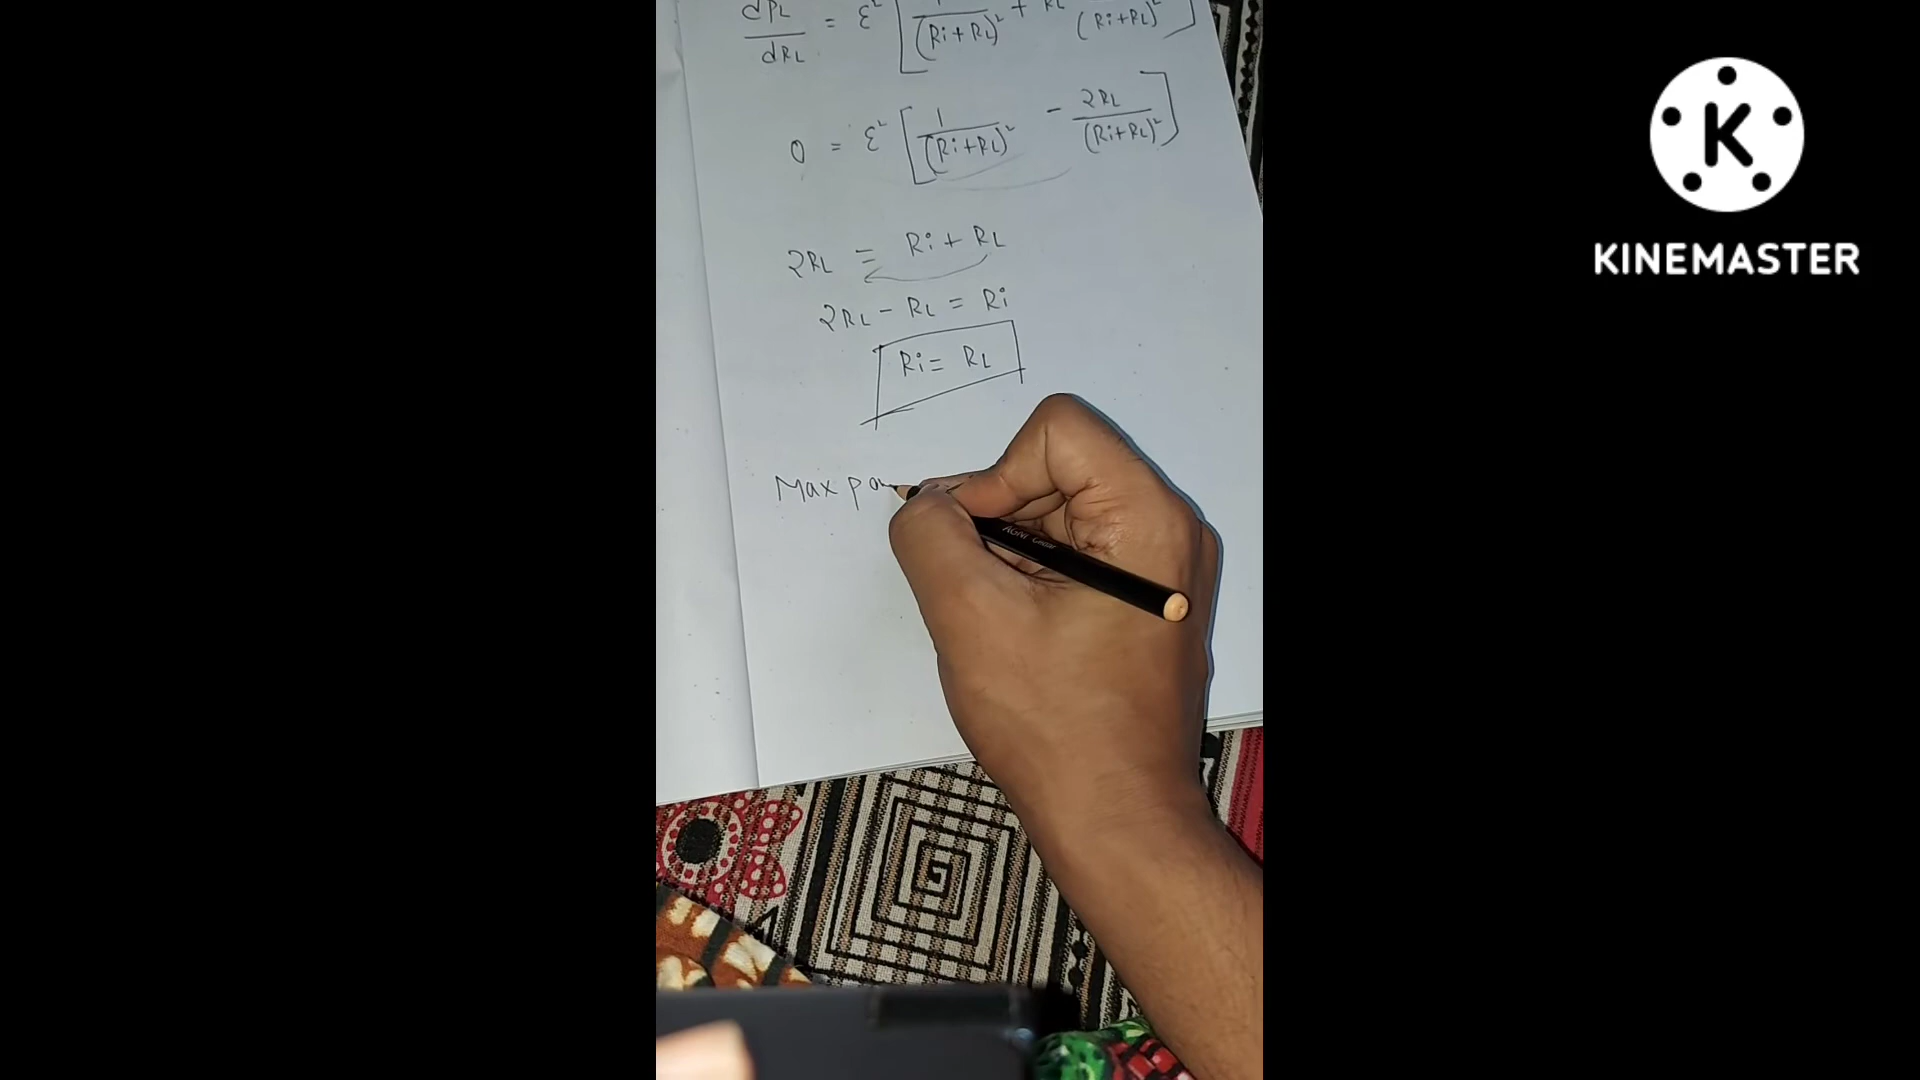 dPL/dRL = ε² [ 1/(Ri+RL)² + RL /(Ri+RL)² ]
0 = ε² [ 1/(Ri+RL)² - 2RL/(Ri+RL)² ]
2RL = Ri + RL
2RL - RL = Ri
Ri = RL
Max
AGNI
K
KINEMASTER